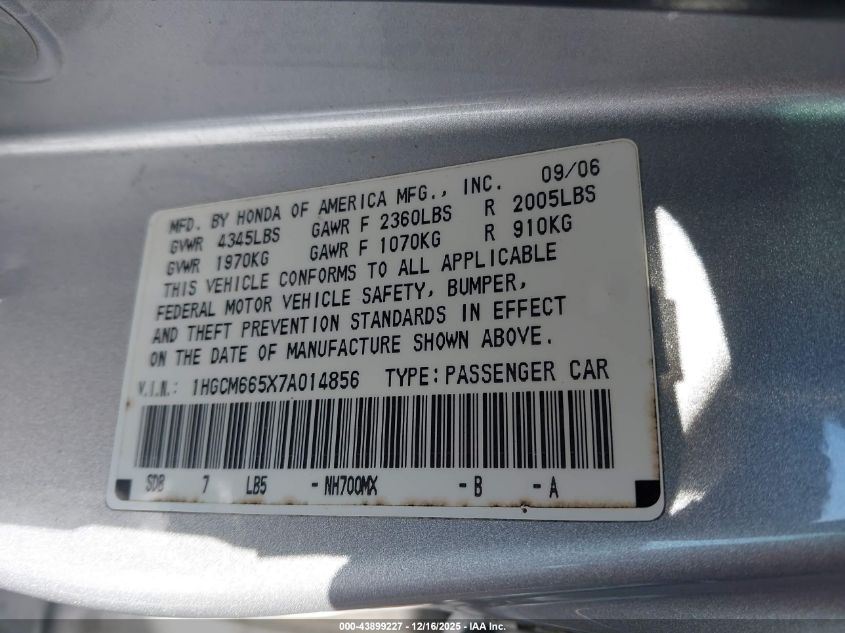 MFD. BY HONDA OF AMERICA MFG., INC. 09/06
GVWR 4345LBS GAWR F 2360LBS R 2005LBS
GVWR 1970KG GAWR F 1070KG R 910KG
THIS VEHICLE CONFORMS TO ALL APPLICABLE
FEDERAL MOTOR VEHICLE SAFETY, BUMPER,
AND THEFT PREVENTION STANDARDS IN EFFECT
ON THE DATE OF MANUFACTURE SHOWN ABOVE.
V.I.N.: 1HGCM665X7A014856 TYPE:PASSENGER CAR
SDB 7 LB5 - NH700MX - B - A
000-43899227 - 12/16/2025 - IAA Inc.